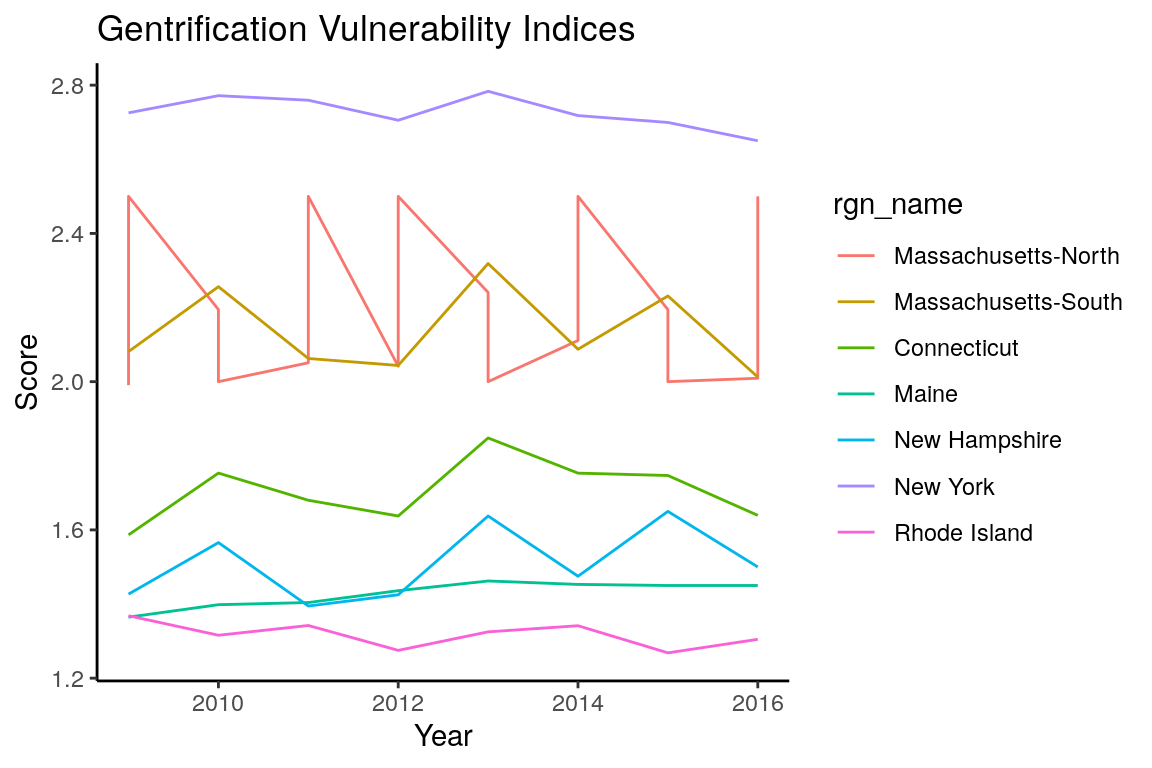 Gentrification Vulnerability Indices
2.8
2.4
2.0
1.6
1.2
Score
2010 2012 2014 2016
Year
rgn_name
Massachusetts-North
Massachusetts-South
Connecticut
Maine
New Hampshire
New York
Rhode Island